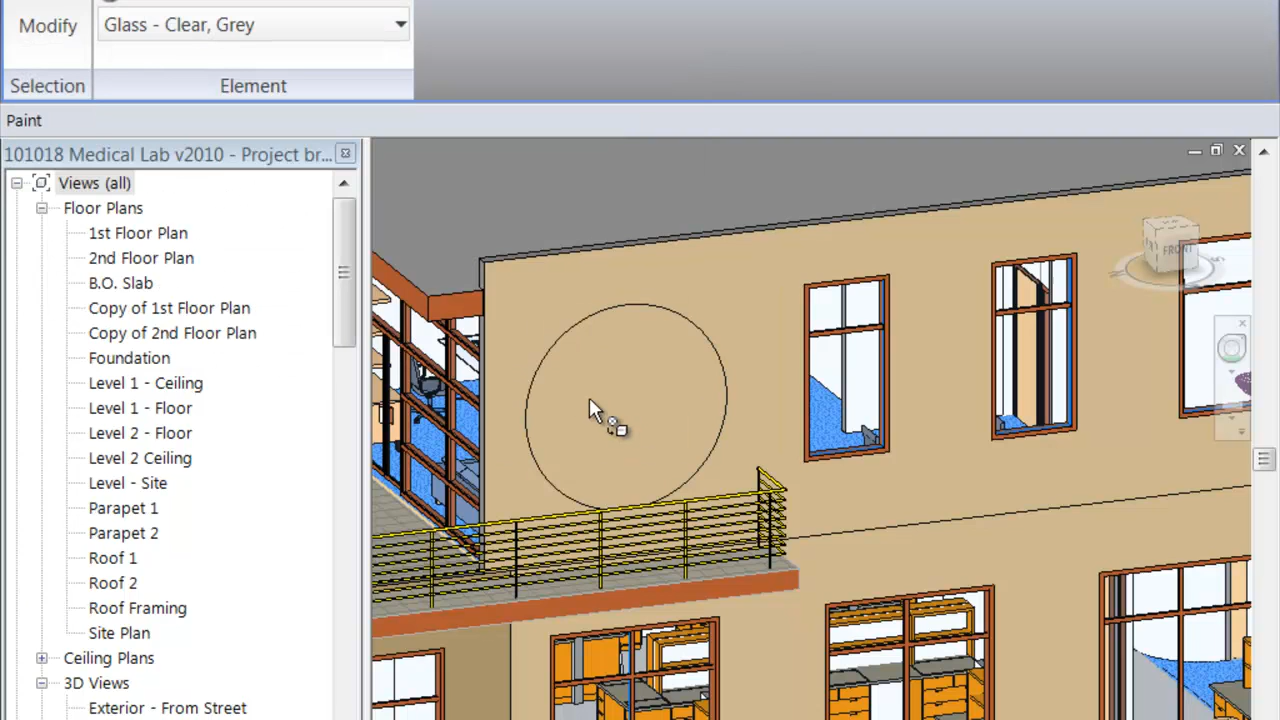 Modify
Glass - Clear, Grey
Selection
Element
Paint
101018 Medical Lab v2010 - Project br...
Views (all)
Floor Plans
1st Floor Plan
2nd Floor Plan
B.O. Slab
Copy of 1st Floor Plan
Copy of 2nd Floor Plan
Foundation
Level 1 - Ceiling
Level 1 - Floor
Level 2 - Floor
Level 2 Ceiling
Level - Site
Parapet 1
Parapet 2
Roof 1
Roof 2
Roof Framing
Site Plan
Ceiling Plans
3D Views
Exterior - From Street
FRONT